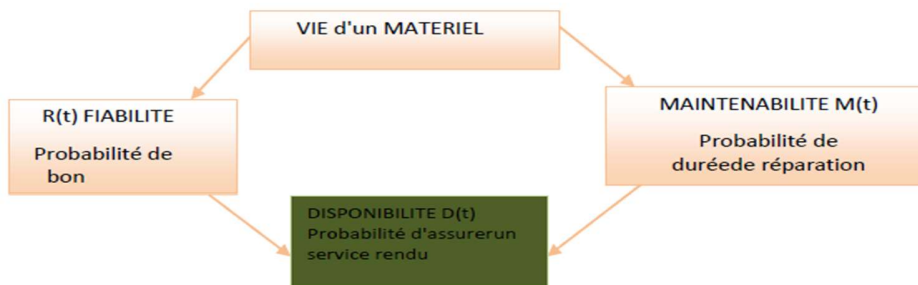 VIE d'un MATERIEL
R(t) FIABILITE
Probabilité de
bon
MAINTENABILITE M(t)
Probabilité de
duréede réparation
DISPONIBILITE D(t)
Probabilité d'assurerun
service rendu